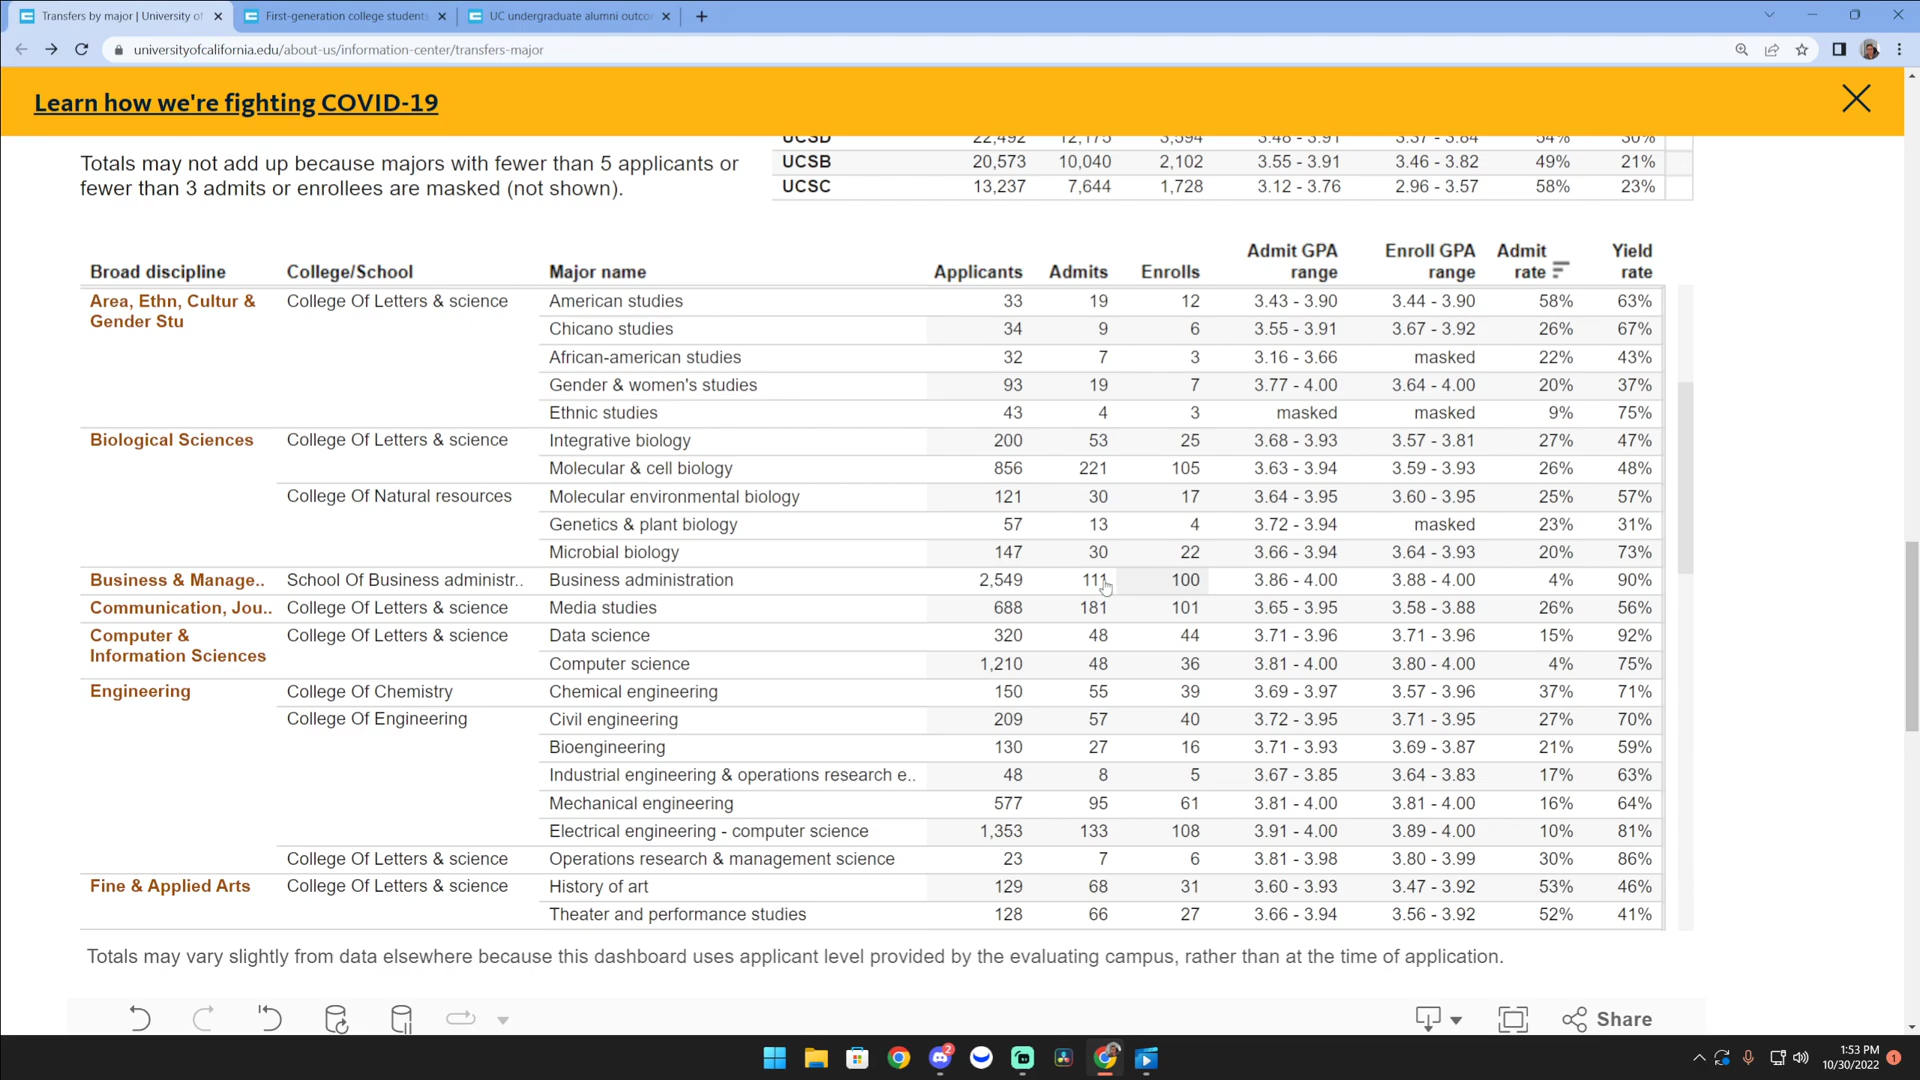 Transfers by major | University of
First-generation college students
UC undergraduate alumni outco
universityofcalifornia.edu/about-us/information-center/transfers-major
Learn how we're fighting COVID-19
Totals may not add up because majors with fewer than 5 applicants or
fewer than 3 admits or enrollees are masked (not shown).
UCSD 22,492 12,175 3,594 3.48 - 3.91 3.37 - 3.84 54% 30%
UCSB 20,573 10,040 2,102 3.55 - 3.91 3.46 - 3.82 49% 21%
UCSC 13,237 7,644 1,728 3.12 - 3.76 2.96 - 3.57 58% 23%
Admit GPA Enroll GPA Admit Yield
Broad discipline College/School Major name Applicants Admits Enrolls range range rate rate
Area, Ethn, Cultur & College Of Letters & science American studies 33 19 12 3.43 - 3.90 3.44 - 3.90 58% 63%
Gender Stu
Chicano studies 34 9 6 3.55 - 3.91 3.67 - 3.92 26% 67%
African-american studies 32 7 3 3.16 - 3.66 masked 22% 43%
Gender & women's studies 93 19 7 3.77 - 4.00 3.64 - 4.00 20% 37%
Ethnic studies 43 4 3 masked masked 9% 75%
Biological Sciences College Of Letters & science Integrative biology 200 53 25 3.68 - 3.93 3.57 - 3.81 27% 47%
Molecular & cell biology 856 221 105 3.63 - 3.94 3.59 - 3.93 26% 48%
College Of Natural resources Molecular environmental biology 121 30 17 3.64 - 3.95 3.60 - 3.95 25% 57%
Genetics & plant biology 57 13 4 3.72 - 3.94 masked 23% 31%
Microbial biology 147 30 22 3.66 - 3.94 3.64 - 3.93 20% 73%
Business & Manage.. School Of Business administr.. Business administration 2,549 111 100 3.86 - 4.00 3.88 - 4.00 4% 90%
Communication, Jou.. College Of Letters & science Media studies 688 181 101 3.65 - 3.95 3.58 - 3.88 26% 56%
Computer & College Of Letters & science Data science 320 48 44 3.71 - 3.96 3.71 - 3.96 15% 92%
Information Sciences
Computer science 1,210 48 36 3.81 - 4.00 3.80 - 4.00 4% 75%
Engineering College Of Chemistry Chemical engineering 150 55 39 3.69 - 3.97 3.57 - 3.96 37% 71%
College Of Engineering Civil engineering 209 57 40 3.72 - 3.95 3.71 - 3.95 27% 70%
Bioengineering 130 27 16 3.71 - 3.93 3.69 - 3.87 21% 59%
Industrial engineering & operations research e.. 48 8 5 3.67 - 3.85 3.64 - 3.83 17% 63%
Mechanical engineering 577 95 61 3.81 - 4.00 3.81 - 4.00 16% 64%
Electrical engineering - computer science 1,353 133 108 3.91 - 4.00 3.89 - 4.00 10% 81%
College Of Letters & science Operations research & management science 23 7 6 3.81 - 3.98 3.80 - 3.99 30% 86%
Fine & Applied Arts College Of Letters & science History of art 129 68 31 3.60 - 3.93 3.47 - 3.92 53% 46%
Theater and performance studies 128 66 27 3.66 - 3.94 3.56 - 3.92 52% 41%
Totals may vary slightly from data elsewhere because this dashboard uses applicant level provided by the evaluating campus, rather than at the time of application.
Share
2
1:53 PM
10/30/2022
1